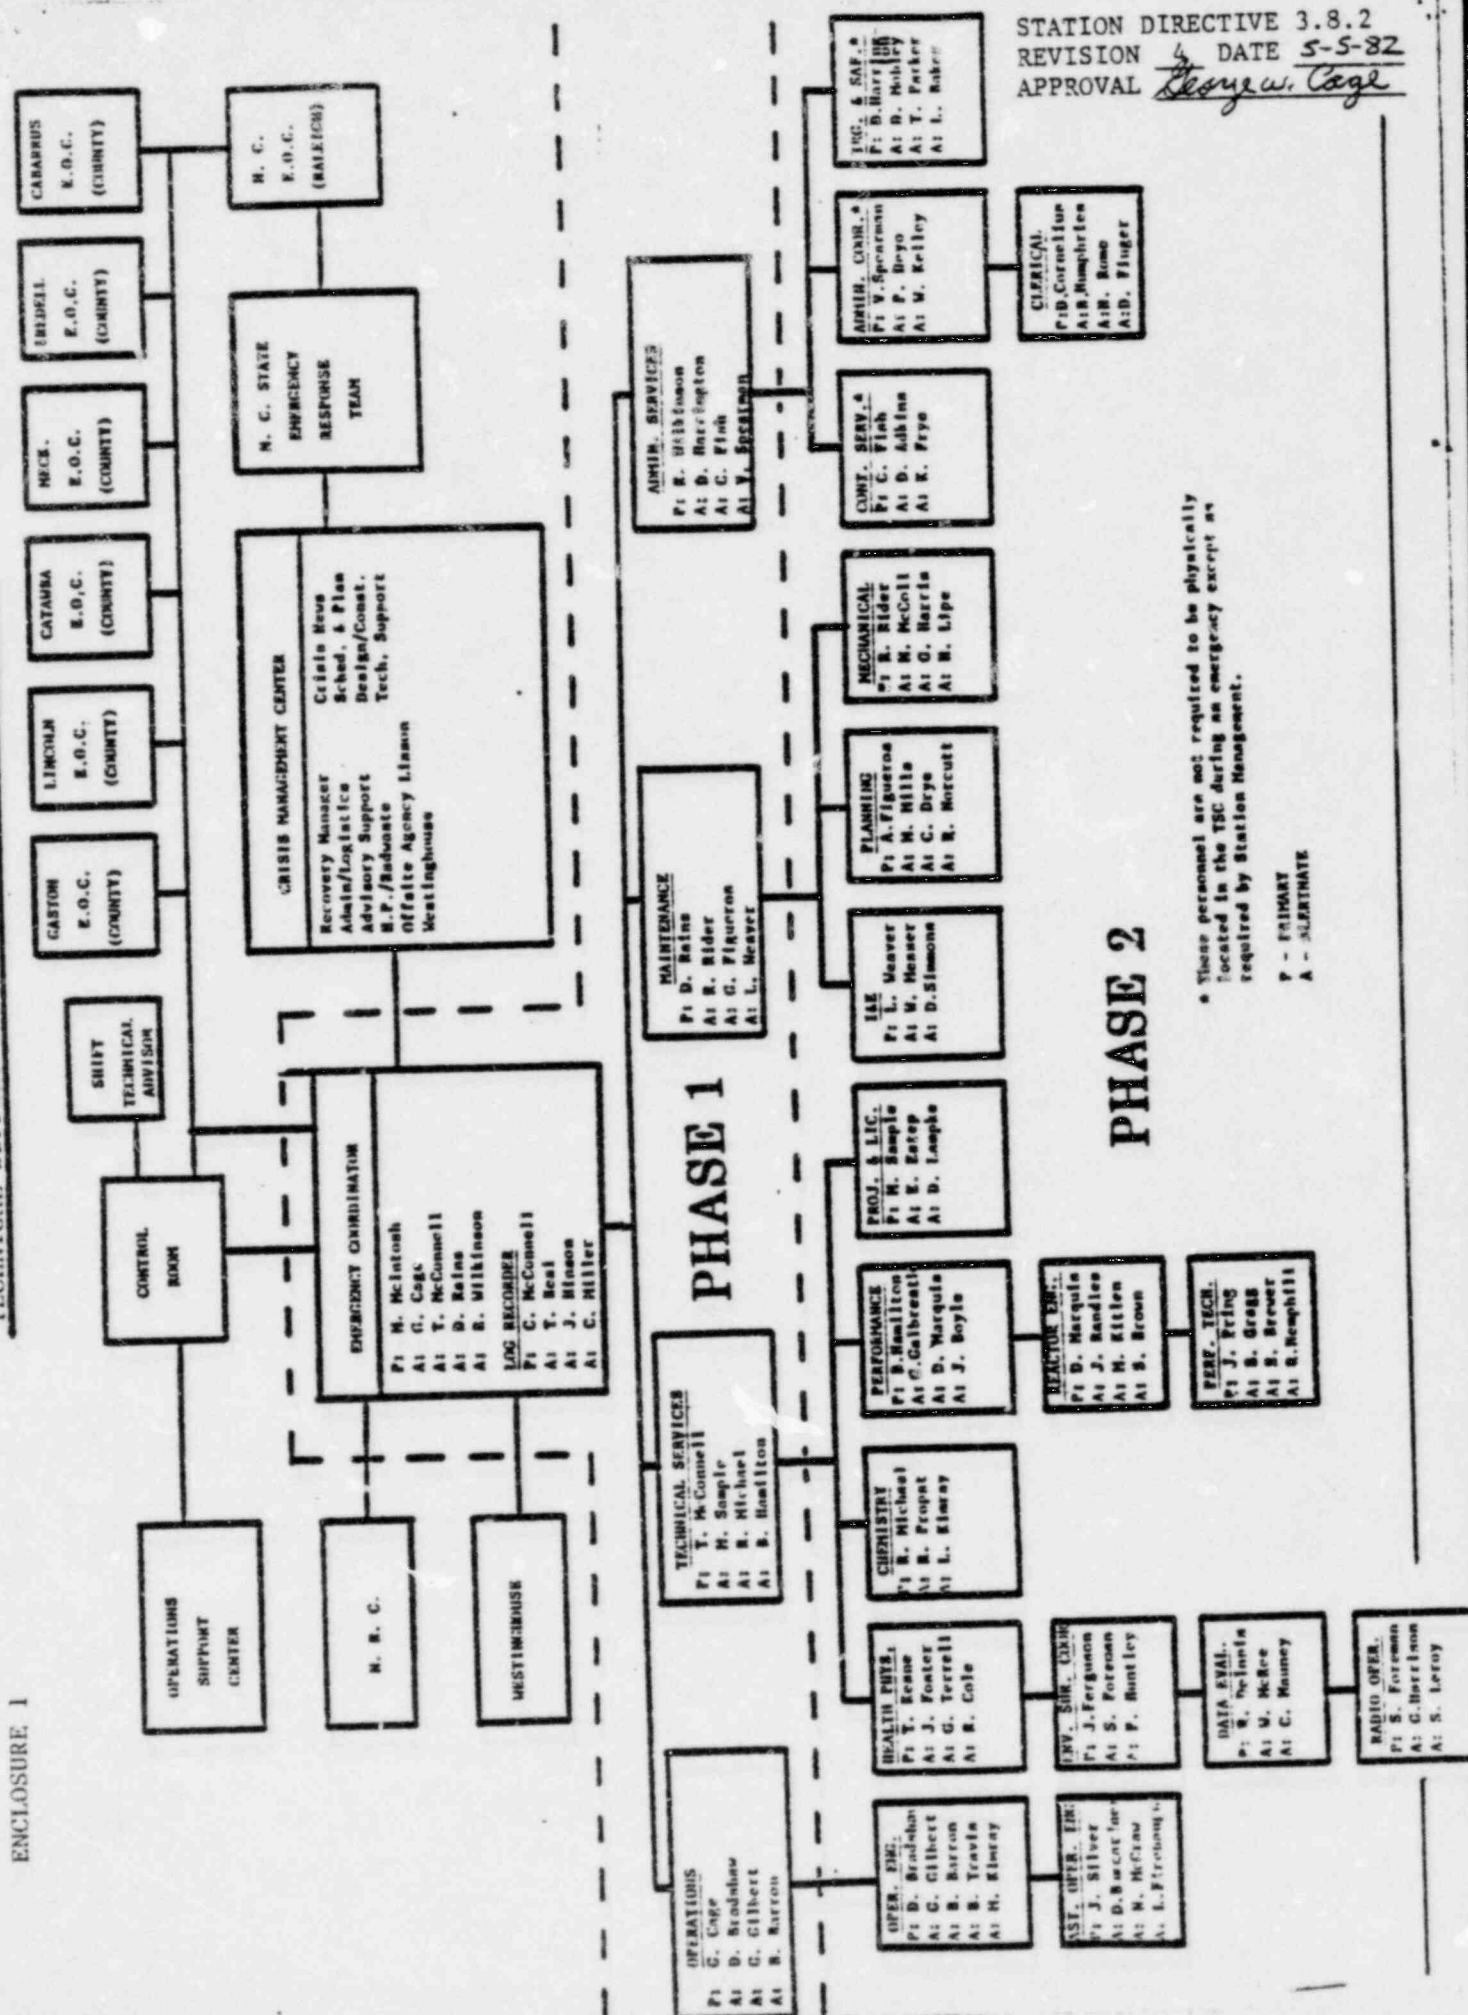 STATION DIRECTIVE 3.8.2
REVISION 4 DATE 5-5-82
APPROVAL George W. Cage
ENCLOSURE 1
OPERATIONS
SUPPORT
CENTER
CONTROL
ROOM
SHIFT
TECHNICAL
ADVISOR
GASTON
E.O.C.
(COUNTY)
LINCOLN
E.O.C.
(COUNTY)
CATAWBA
E.O.C.
(COUNTY)
MECK.
E.O.C.
(COUNTY)
IREDELL
E.O.C.
(COUNTY)
CABARRUS
E.O.C.
(COUNTY)
N. R. C.
WESTINGHOUSE
EMERGENCY COORDINATOR
P: M. McIntosh
A: G. Cage
A: T. McConnell
A: D. Rains
A: R. Wilkinson
LOG RECORDER
P: C. McConnell
A: T. Beal
A: J. Hinson
A: C. Miller
CRISIS MANAGEMENT CENTER
Recovery Manager
Admin/Logistics
Advisory Support
H.P./Radwaste
Offsite Agency Liason
Westinghouse
Crisis News
Sched. & Plan
Design/Const.
Tech. Support
N. C. STATE
EMERGENCY
RESPONSE
TEAM
N. C.
E.O.C.
(RALEIGH)
OPERATIONS
P: G. Cage
A: D. Bradshaw
A: G. Gilbert
A: B. Barron
TECHNICAL SERVICES
P: T. McConnell
A: M. Sample
A: R. Michael
A: B. Hamilton
PHASE 1
MAINTENANCE
P: D. Rains
A: R. Rider
A: G. Figueroa
A: L. Weaver
ADMIN. SERVICES
P: R. Wilkinson
A: D. Harrington
A: C. Fish
A: V. Spearman
OPER. ENG.
P: D. Bradshaw
A: G. Gilbert
A: B. Barron
A: B. Travis
A: M. Kimray
AST. OPER. ENG.
P: J. Silver
A: N. McCraw
HEALTH PHYS.
P: T. Keane
A: J. Foster
A: G. Terrell
A: R. Cole
ENV. SUR. COOR
P: J.Ferguson
A: S. Foreman
A: P. Huntley
DATA EVAL.
A: W. McRee
A: C. Mauney
RADIO OPER.
P: S. Foreman
A: G.Harrison
A: S. Leroy
CHEMISTRY
P: R. Michael
A: R. Propst
A: L. Kimray
PERFORMANCE
P: B.Hamilton
A: G.Galbreath
A: D. Marquis
A: J. Boyle
REACTOR ENG.
P: D. Marquis
A: J. Randles
A: M. Kitlen
A: S. Brown
PERF. TECH.
P: J. Pring
A: B. Gragg
A: S. Brewer
A: R.Hemphill
PROJ. & LIC.
P: M. Sample
A: E. Estep
A: D. Lampke
I&E
P: L. Weaver
A: W. Messer
A: D.Simmons
PLANNING
P: A.Figueroa
A: M. Mills
A: C. Drye
A: R. Norcutt
MECHANICAL
P: R. Rider
A: M. McColl
A: G. Harris
A: H. Lipe
CONT. SERV.*
P: C. Fish
A: D. Adkins
A: K. Frye
ADMIN. COOR.*
P: V.Spearman
A: P. Deyo
A: W. Kelley
CLERICAL
P:D.Cornelius
A:B.Humphries
A:D. Fluger
TRG. & SAF.*
P: D.Harrington
A: D. Mobley
A: T. Parker
A: L. Baker
PHASE 2
* These personnel are not required to be physically
located in the TSC during an emergency except as
required by Station Management.
P - PRIMARY
A - ALERTNATE